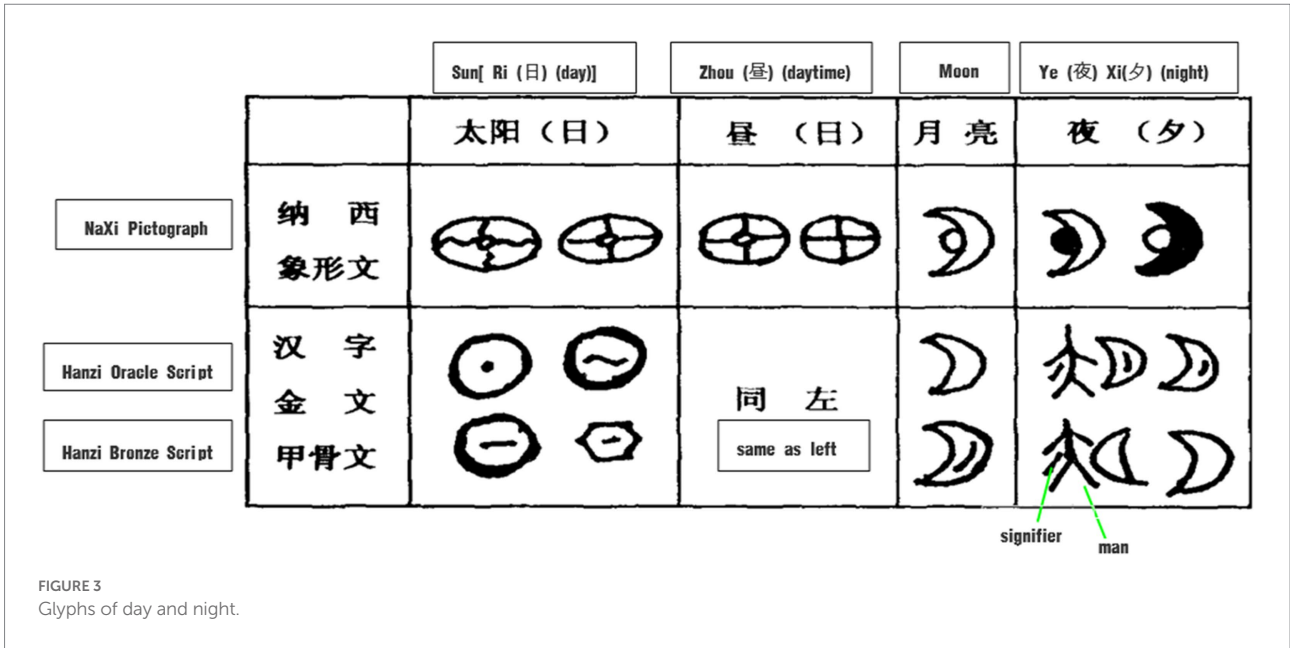 Sun[ Ri (日) (day)]
Zhou (昼) (daytime)
Moon
Ye (夜) Xi(夕) (night)
太阳（日）
昼 （日）
月 亮
夜 （夕）
NaXi Pictograph
纳 西
象形文
Hanzi Oracle Script
Hanzi Bronze Script
汉 字
金 文
甲骨文
同 左
same as left
signifier
man
FIGURE 3
Glyphs of day and night.